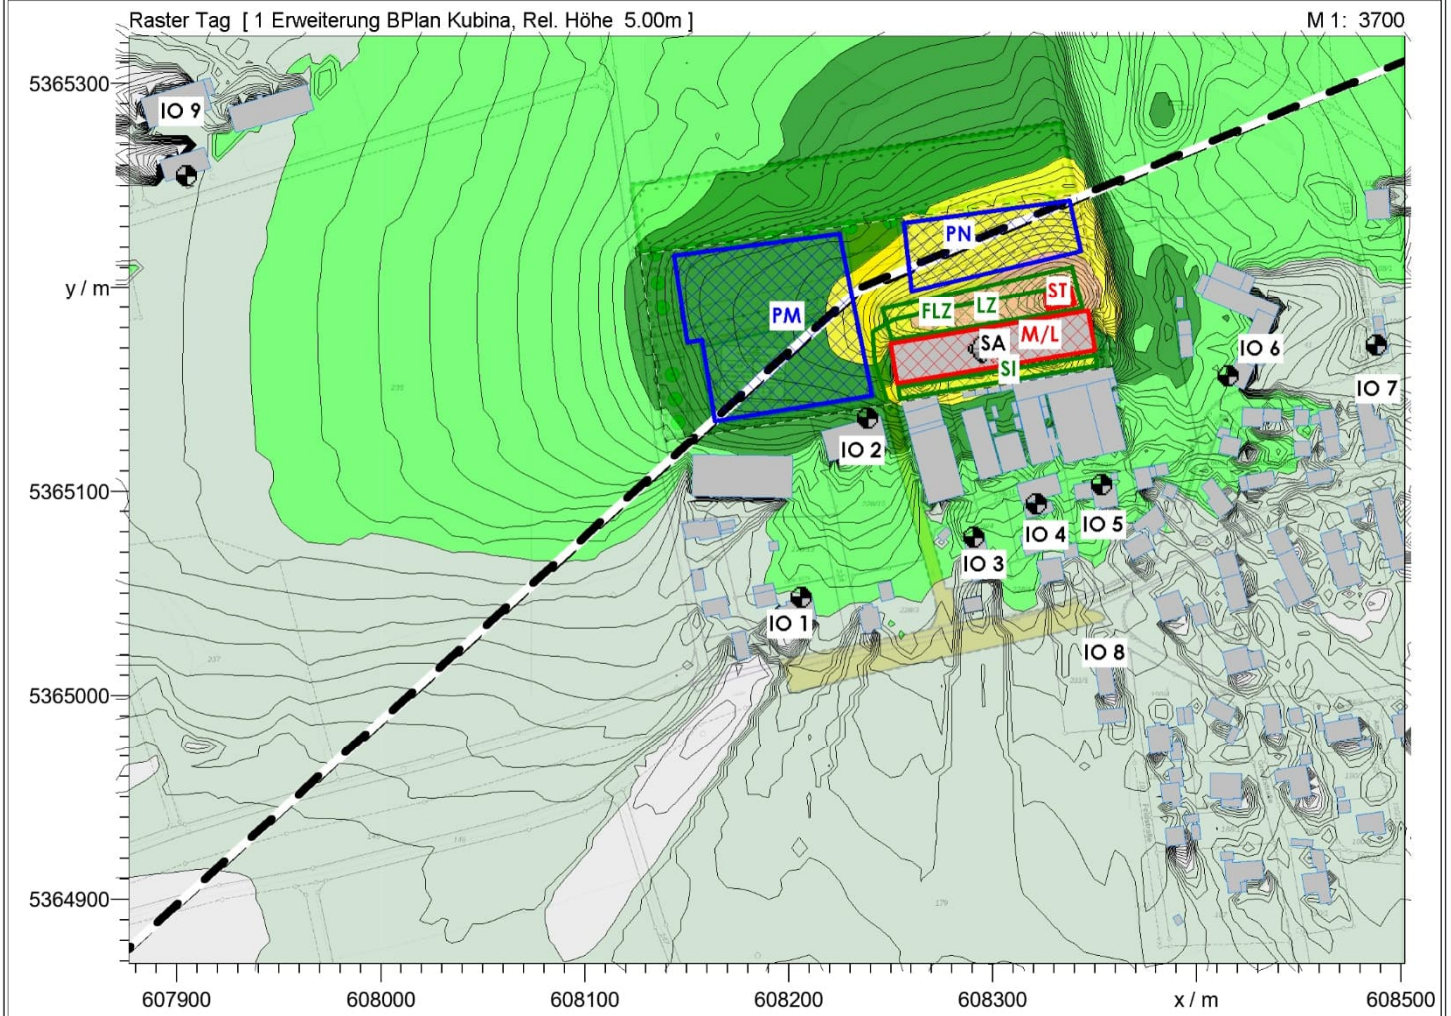 Raster Tag [ 1 Erweiterung BPlan Kubina, Rel. Höhe 5.00m ]
M 1: 3700
5365300
IO 9
PN
y / m
PM
FLZ
LZ
ST
SA
M/L
SI
IO 6
IO 7
IO 2
5365100
IO 4
IO 5
IO 3
IO 1
IO 8
5365000
5364900
607900
608000
608100
608200
608300
x / m
608500